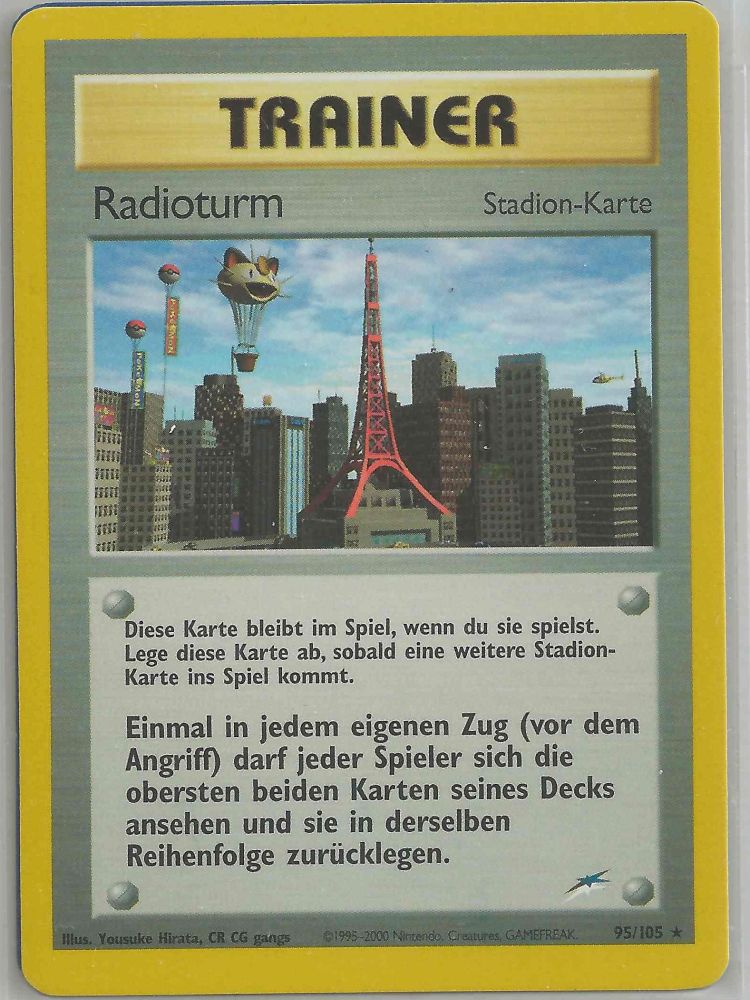 TRAINER
Radioturm
Stadion-Karte
POKéMON
POKéMON
Diese Karte bleibt im Spiel, wenn du sie spielst.
Lege diese Karte ab, sobald eine weitere Stadion-
Karte ins Spiel kommt.
Einmal in jedem eigenen Zug (vor dem
Angriff) darf jeder Spieler sich die
obersten beiden Karten seines Decks
ansehen und sie in derselben
Reihenfolge zurücklegen.
Illus. Yousuke Hirata, CR CG gangs
©1995-2000 Nintendo, Creatures, GAMEFREAK.
95/105 ★